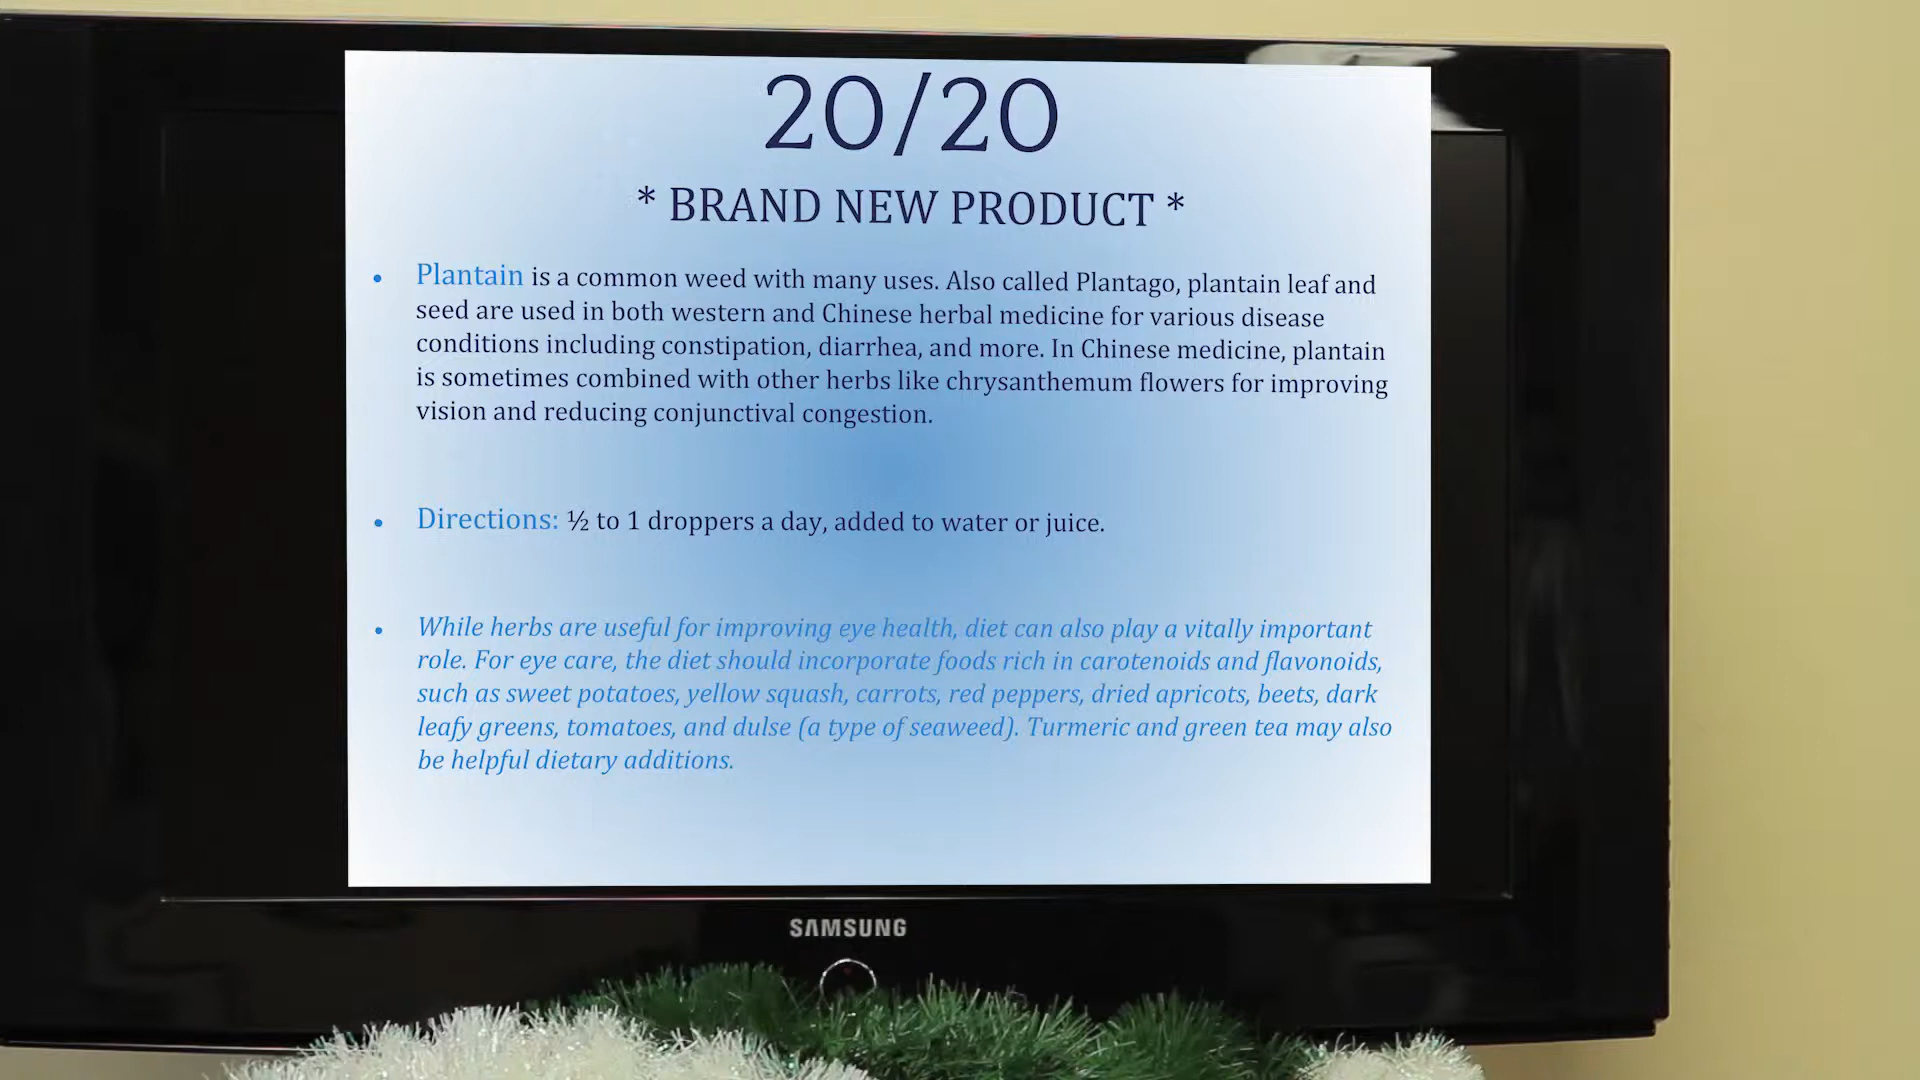 20/20
* BRAND NEW PRODUCT *
• Plantain is a common weed with many uses. Also called Plantago, plantain leaf and
seed are used in both western and Chinese herbal medicine for various disease
conditions including constipation, diarrhea, and more. In Chinese medicine, plantain
is sometimes combined with other herbs like chrysanthemum flowers for improving
vision and reducing conjunctival congestion.
• Directions: ½ to 1 droppers a day, added to water or juice.
• While herbs are useful for improving eye health, diet can also play a vitally important
role. For eye care, the diet should incorporate foods rich in carotenoids and flavonoids,
such as sweet potatoes, yellow squash, carrots, red peppers, dried apricots, beets, dark
leafy greens, tomatoes, and dulse (a type of seaweed). Turmeric and green tea may also
be helpful dietary additions.
SAMSUNG